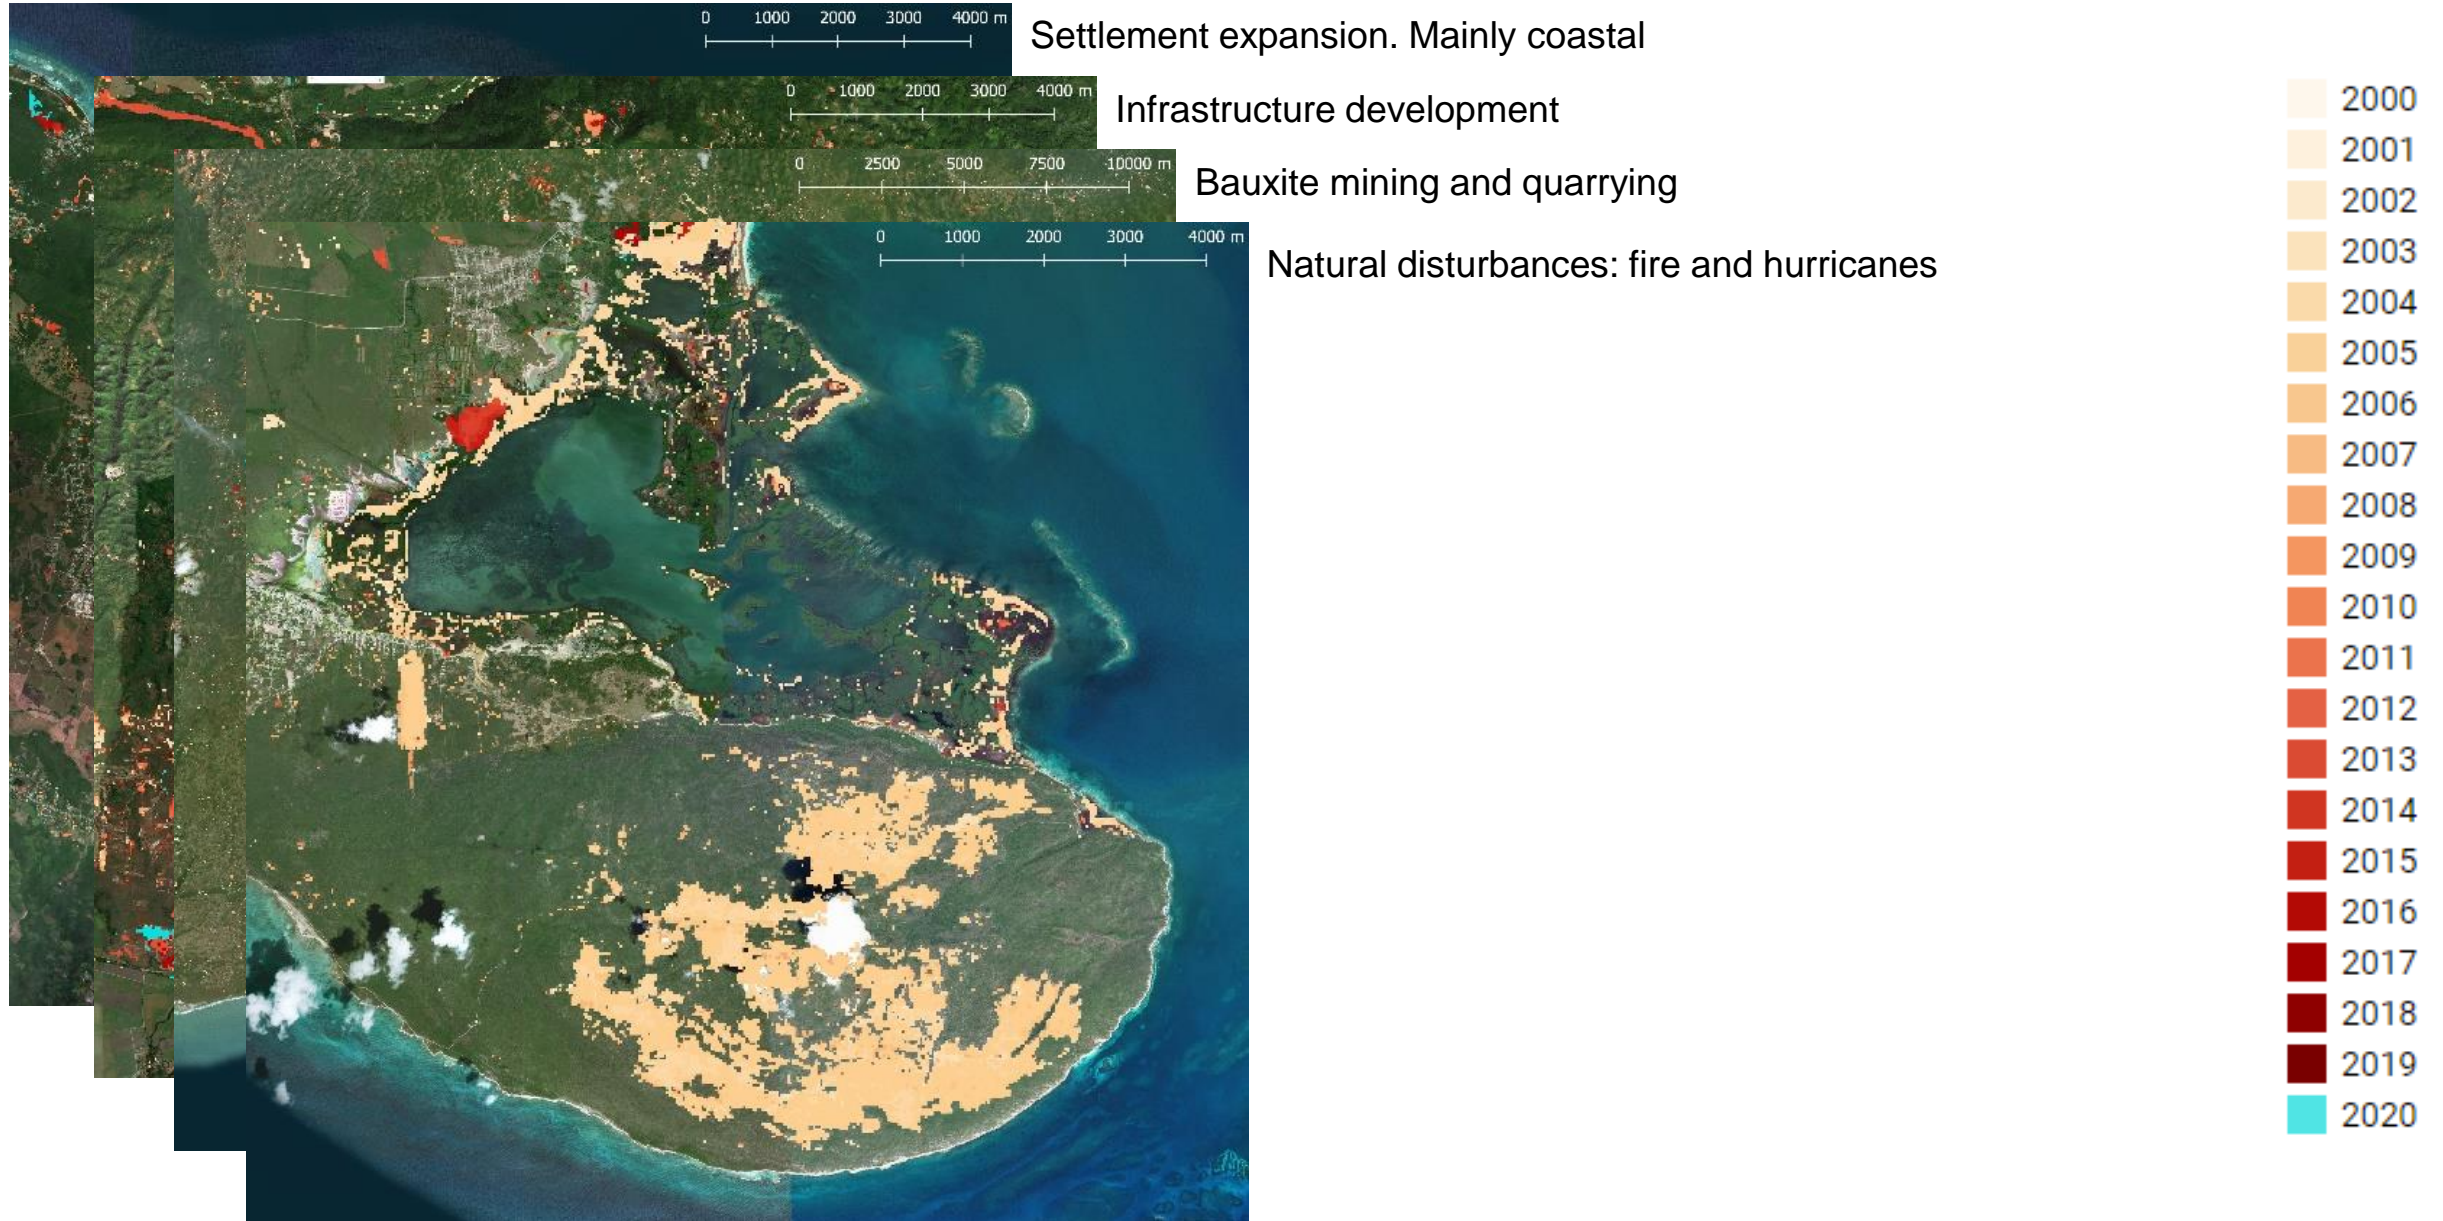 0 1000 2000 3000 4000 m
Settlement expansion. Mainly coastal
0 1000 2000 3000 4000 m
Infrastructure development
0 2500 5000 7500 10000 m
Bauxite mining and quarrying
0 1000 2000 3000 4000 m
Natural disturbances: fire and hurricanes
2000
2001
2002
2003
2004
2005
2006
2007
2008
2009
2010
2011
2012
2013
2014
2015
2016
2017
2018
2019
2020